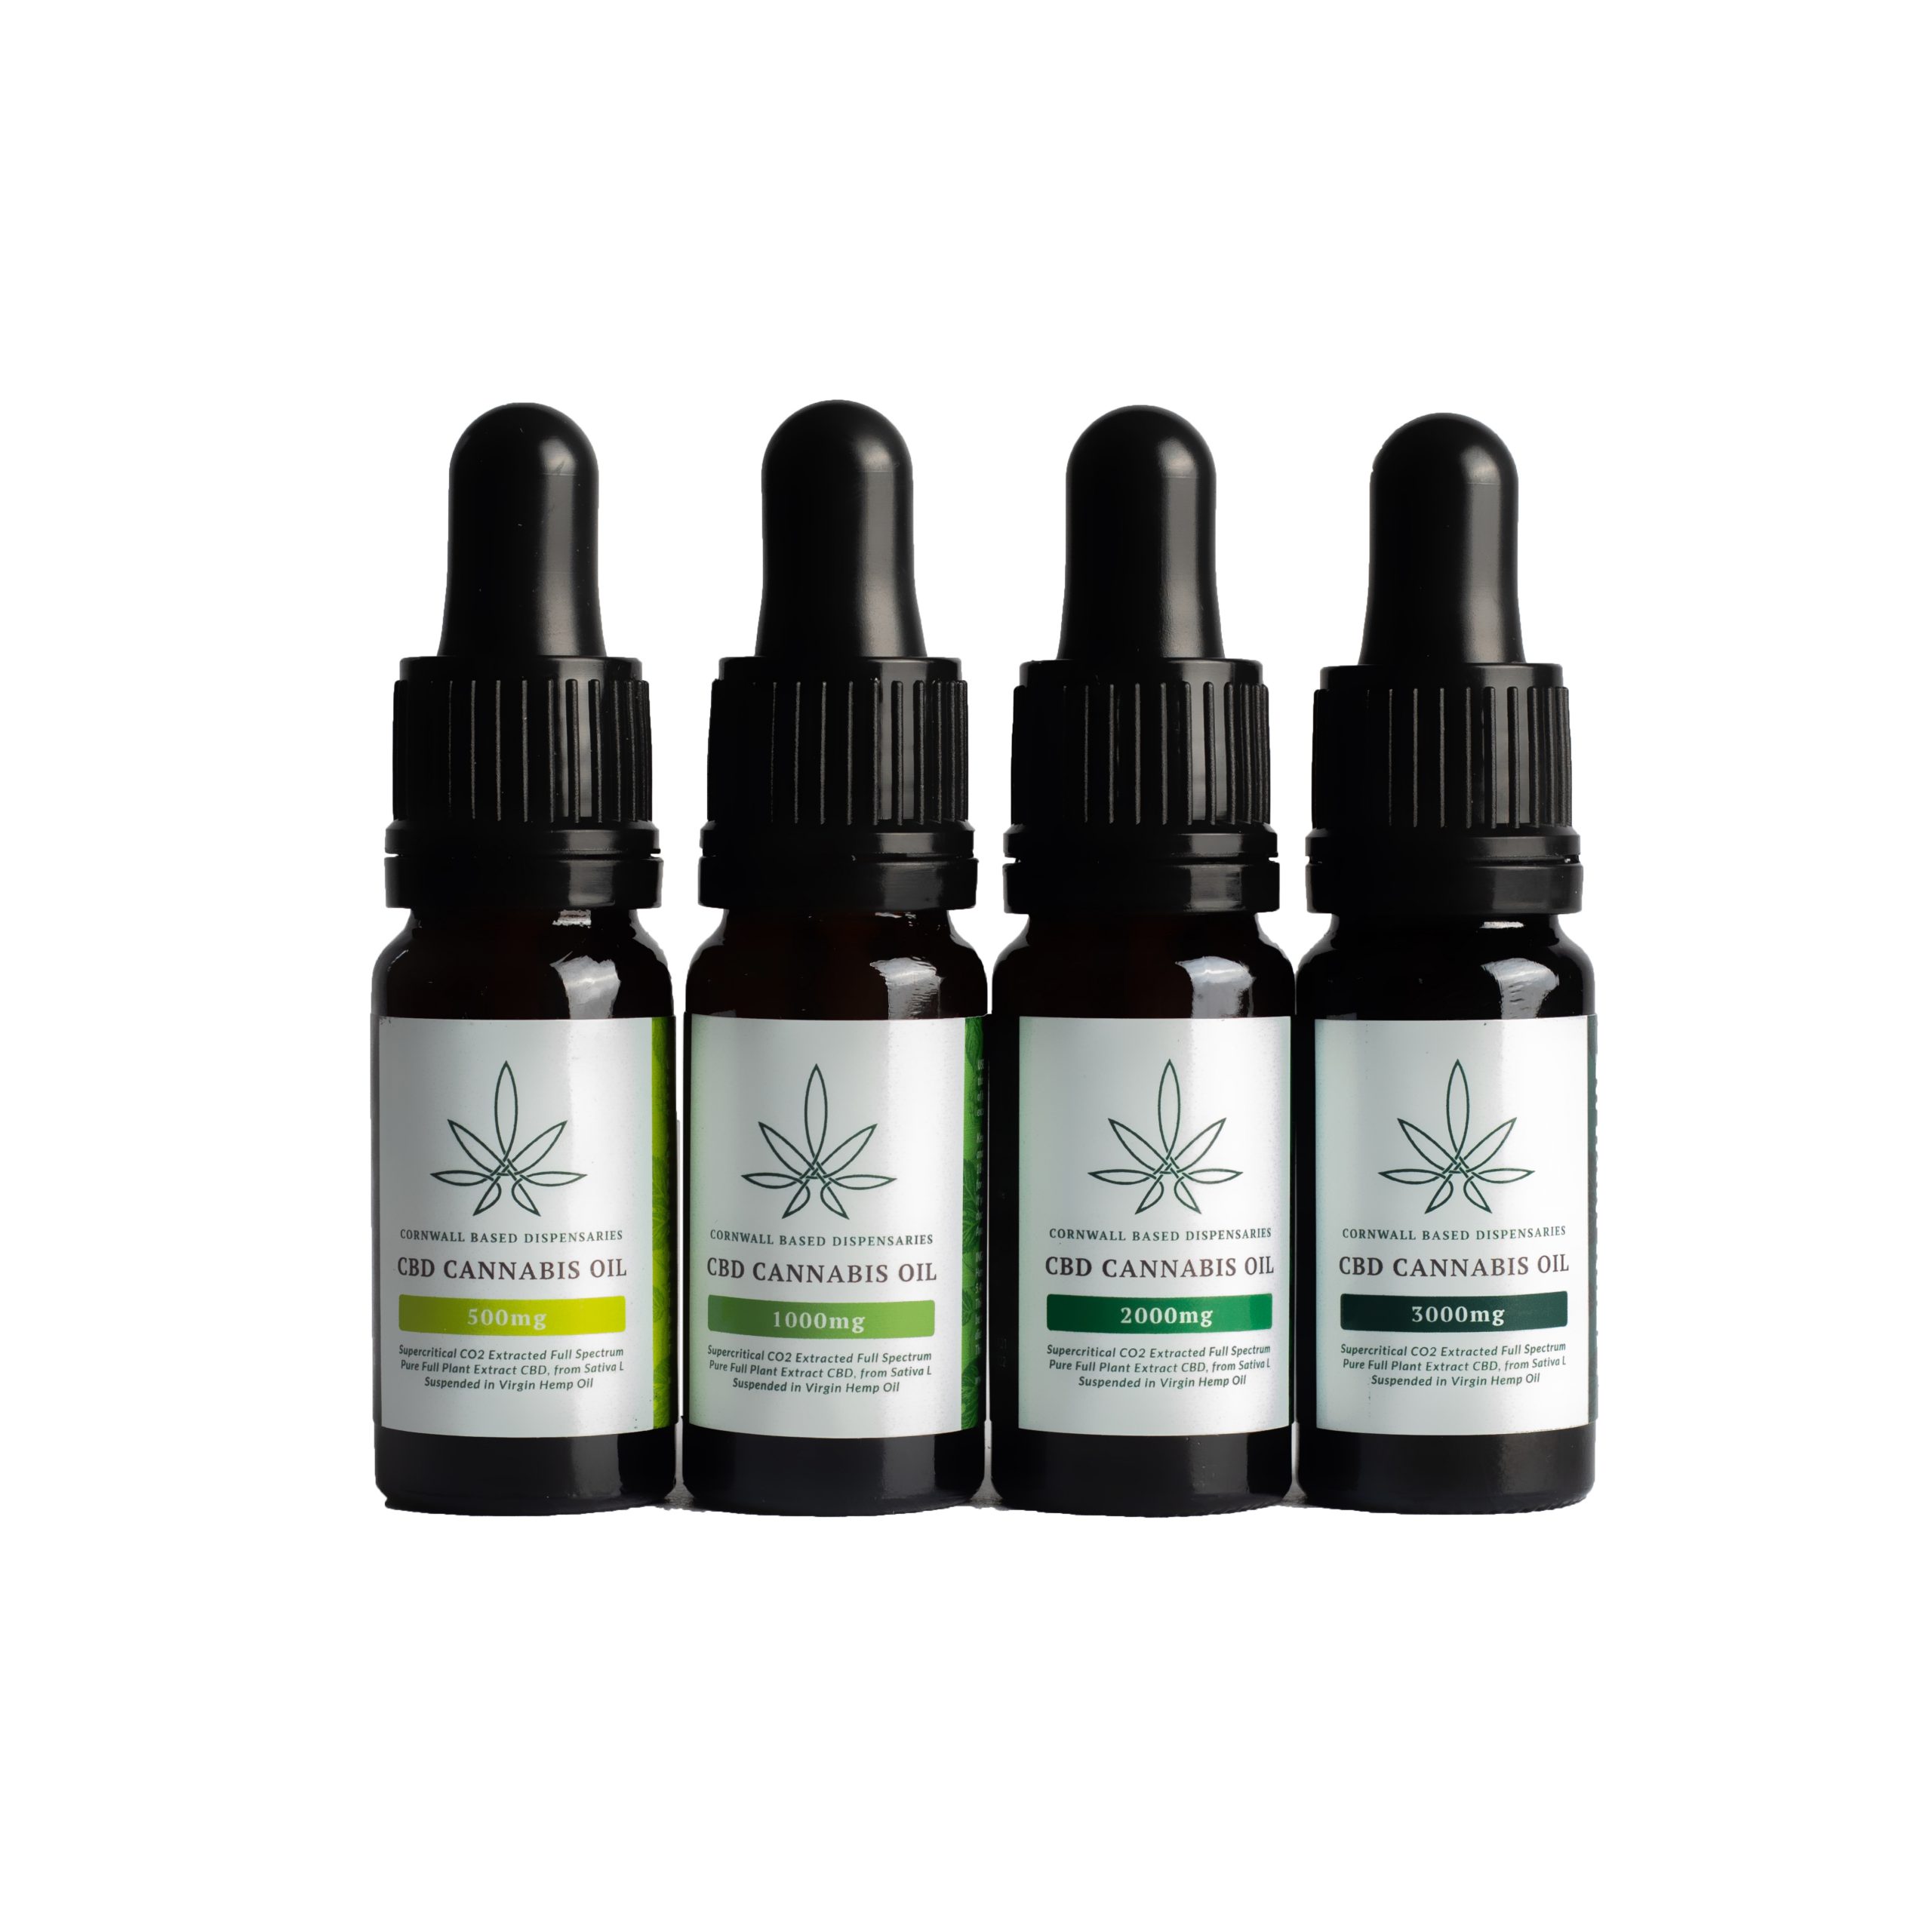 CORNWALL BASED DISPENSARIES
CBD CANNABIS OIL
500mg
Supercritical CO2 Extracted Full Spectrum
Pure Full Plant Extract CBD, from Sativa L
Suspended in Virgin Hemp Oil
CORNWALL BASED DISPENSARIES
CBD CANNABIS OIL
1000mg
Supercritical CO2 Extracted Full Spectrum
Pure Full Plant Extract CBD, from Sativa L
Suspended in Virgin Hemp Oil
CORNWALL BASED DISPENSARIES
CBD CANNABIS OIL
2000mg
Supercritical CO2 Extracted Full Spectrum
Pure Full Plant Extract CBD, from Sativa L
Suspended in Virgin Hemp Oil
CORNWALL BASED DISPENSARIES
CBD CANNABIS OIL
3000mg
Supercritical CO2 Extracted Full Spectrum
Pure Full Plant Extract CBD, from Sativa L
Suspended in Virgin Hemp Oil